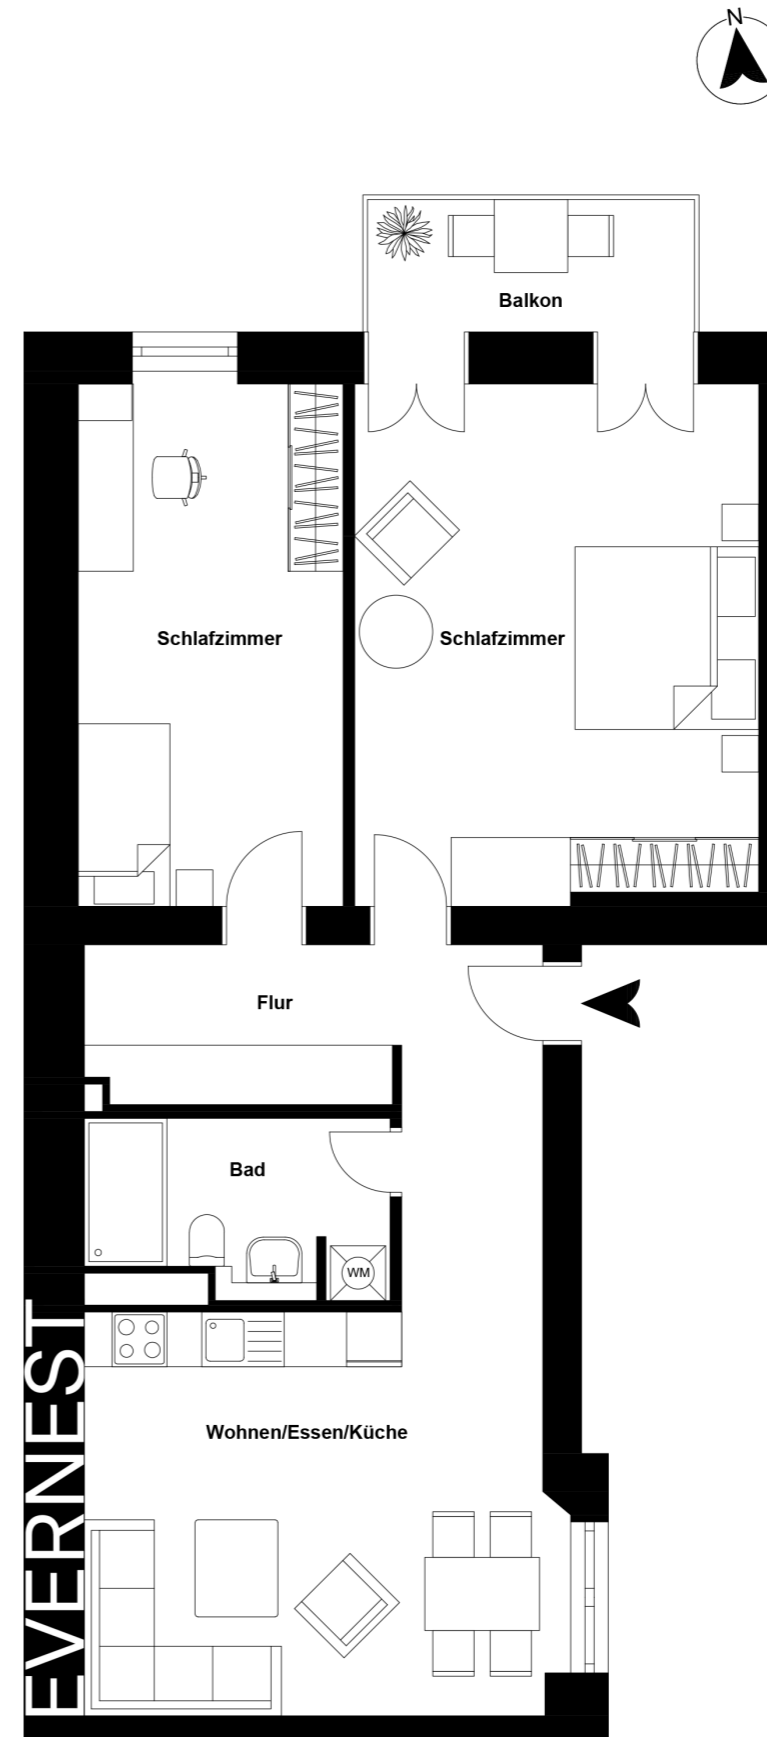 N
Balkon
Schlafzimmer
Schlafzimmer
Flur
Bad
WM
Wohnen/Essen/Küche
EVERNEST